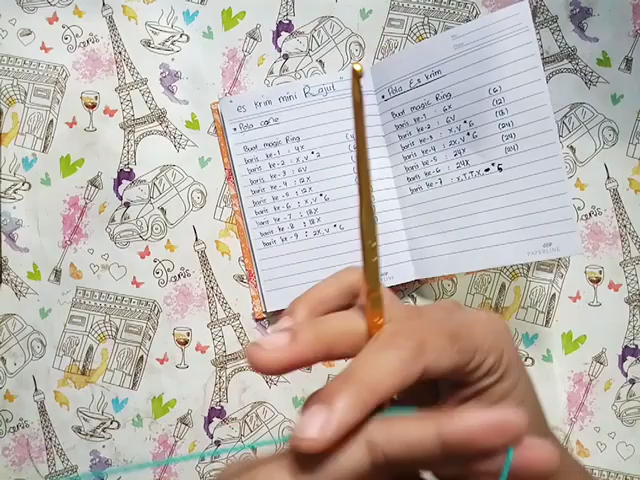 "es krim mini Rajut"
• Pola cone
Buat magic Ring
baris ke-1 : 4x
baris ke-2 : x, v * 2
baris ke-3 : 6V
baris ke-4 : 12x
baris ke-5 : 12x
baris ke-6 : x, v * 6
baris ke-7 : 18x
baris ke-8 : 18x
baris ke-9 : 2x, v * 6
• Pola Es krim
Buat magic Ring
baris ke-1 : 6x (6)
baris ke-2 : 6V (12)
baris ke-3 : x, v * 6 (18)
baris ke-4 : 2x, v * 6 (24)
baris ke-5 : 24x (24)
baris ke-6 : 24x (24)
baris ke-7 : x, T, T, x, * 6
PAPERLINE
Paris
Paris